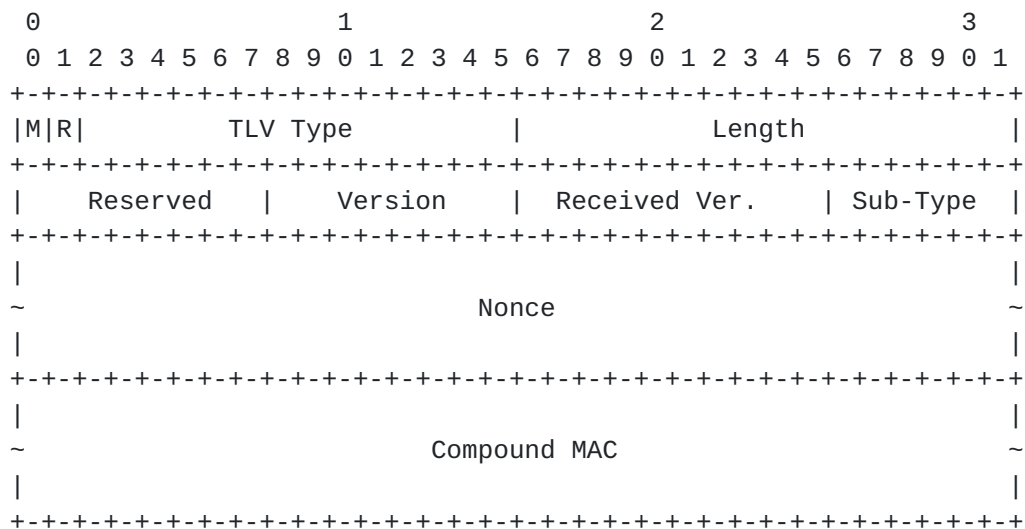 0                   1                   2                   3
 0 1 2 3 4 5 6 7 8 9 0 1 2 3 4 5 6 7 8 9 0 1 2 3 4 5 6 7 8 9 0 1
+-+-+-+-+-+-+-+-+-+-+-+-+-+-+-+-+-+-+-+-+-+-+-+-+-+-+-+-+-+-+-+-+
|M|R|         TLV Type          |            Length             |
+-+-+-+-+-+-+-+-+-+-+-+-+-+-+-+-+-+-+-+-+-+-+-+-+-+-+-+-+-+-+-+-+
|    Reserved   |    Version    |  Received Ver.    | Sub-Type  |
+-+-+-+-+-+-+-+-+-+-+-+-+-+-+-+-+-+-+-+-+-+-+-+-+-+-+-+-+-+-+-+-+
|                                                               |
~                             Nonce                             ~
|                                                               |
+-+-+-+-+-+-+-+-+-+-+-+-+-+-+-+-+-+-+-+-+-+-+-+-+-+-+-+-+-+-+-+-+
|                                                               |
~                          Compound MAC                         ~
|                                                               |
+-+-+-+-+-+-+-+-+-+-+-+-+-+-+-+-+-+-+-+-+-+-+-+-+-+-+-+-+-+-+-+-+